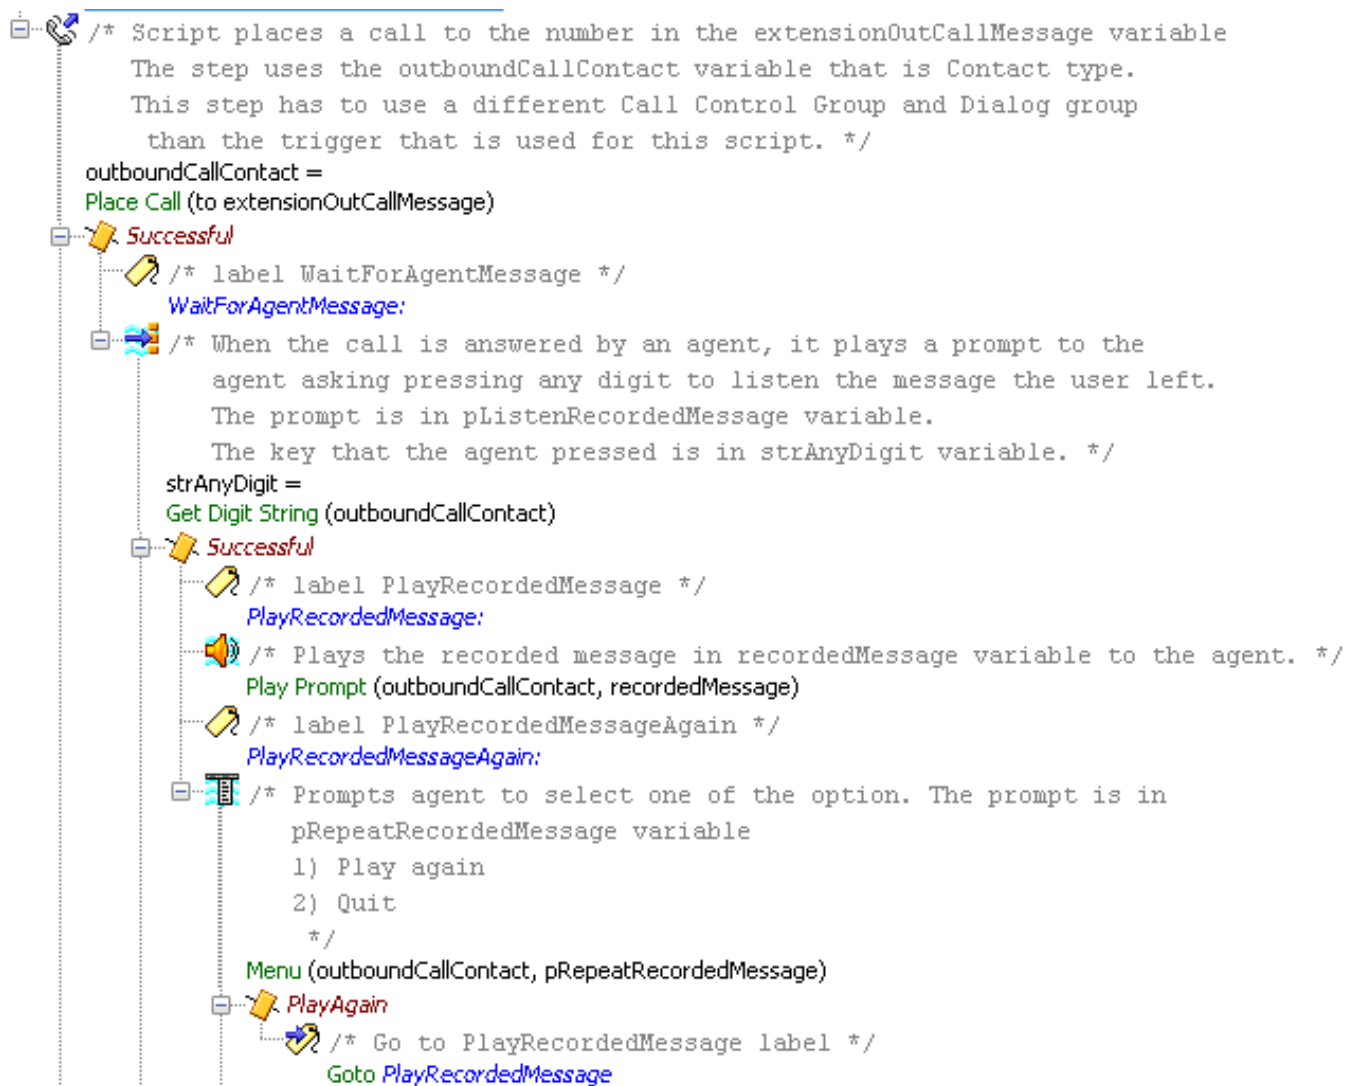 /* Script places a call to the number in the extensionOutCallMessage variable
The step uses the outboundCallContact variable that is Contact type.
This step has to use a different Call Control Group and Dialog group
than the trigger that is used for this script. */
outboundCallContact =
Place Call (to extensionOutCallMessage)
Successful
/* label WaitForAgentMessage */
WaitForAgentMessage:
/* When the call is answered by an agent, it plays a prompt to the
agent asking pressing any digit to listen the message the user left.
The prompt is in pListenRecordedMessage variable.
The key that the agent pressed is in strAnyDigit variable. */
strAnyDigit =
Get Digit String (outboundCallContact)
Successful
/* label PlayRecordedMessage */
PlayRecordedMessage:
/* Plays the recorded message in recordedMessage variable to the agent. */
Play Prompt (outboundCallContact, recordedMessage)
/* label PlayRecordedMessageAgain */
PlayRecordedMessageAgain:
/* Prompts agent to select one of the option. The prompt is in
pRepeatRecordedMessage variable
1) Play again
2) Quit
*/
Menu (outboundCallContact, pRepeatRecordedMessage)
PlayAgain
/* Go to PlayRecordedMessage label */
Goto PlayRecordedMessage